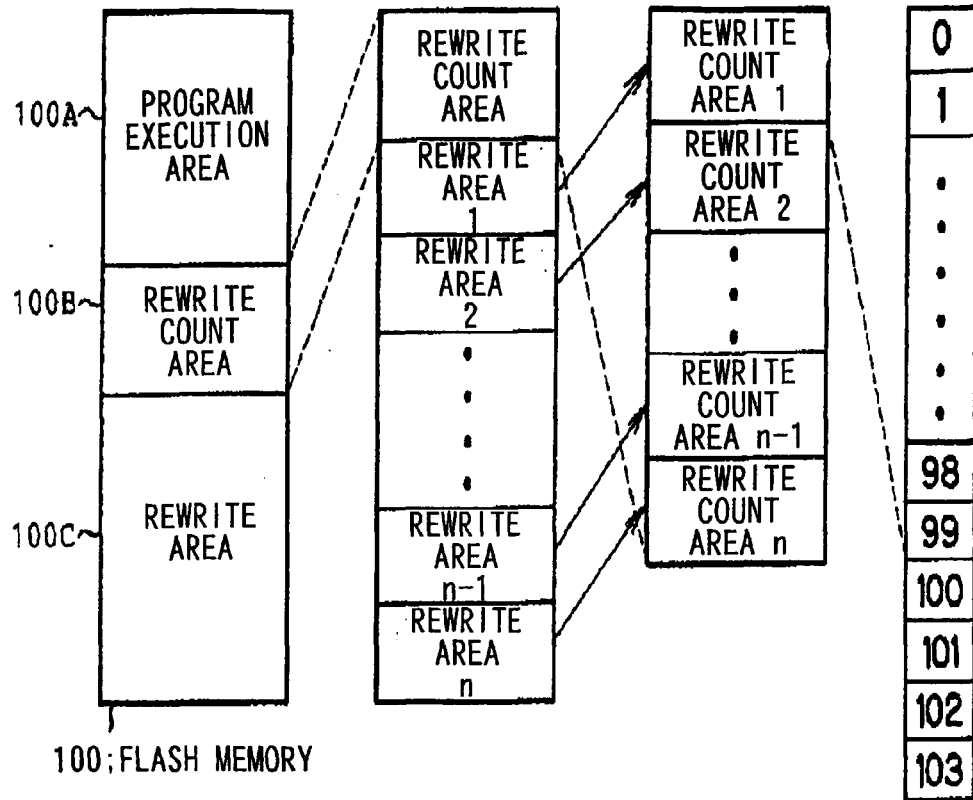 100A
PROGRAM
EXECUTION
AREA
100B
REWRITE
COUNT
AREA
100C
REWRITE
AREA
100;FLASH MEMORY
REWRITE
COUNT
AREA
REWRITE
AREA
1
REWRITE
AREA
2
REWRITE
AREA
n-1
REWRITE
AREA
n
REWRITE
COUNT
AREA 1
REWRITE
COUNT
AREA 2
REWRITE
COUNT
AREA n-1
REWRITE
COUNT
AREA n
0
1
98
99
100
101
102
103